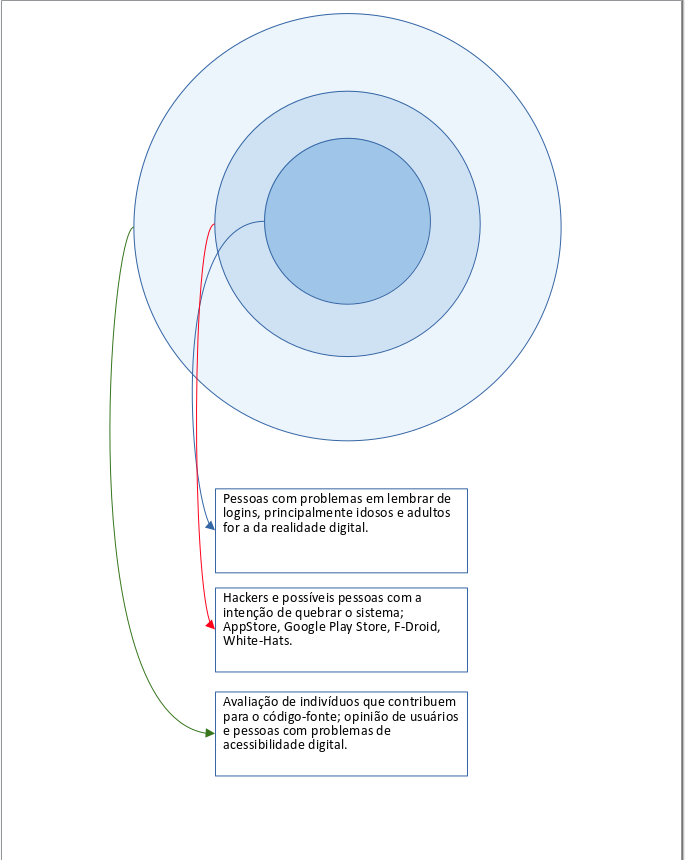 Pessoas com problemas em lembrar de
logins, principalmente idosos e adultos
for a da realidade digital.
Hackers e possíveis pessoas com a
intenção de quebrar o sistema;
AppStore, Google Play Store, F-Droid,
White-Hats.
Avaliação de indivíduos que contribuem
para o código-fonte; opinião de usuários
e pessoas com problemas de
acessibilidade digital.